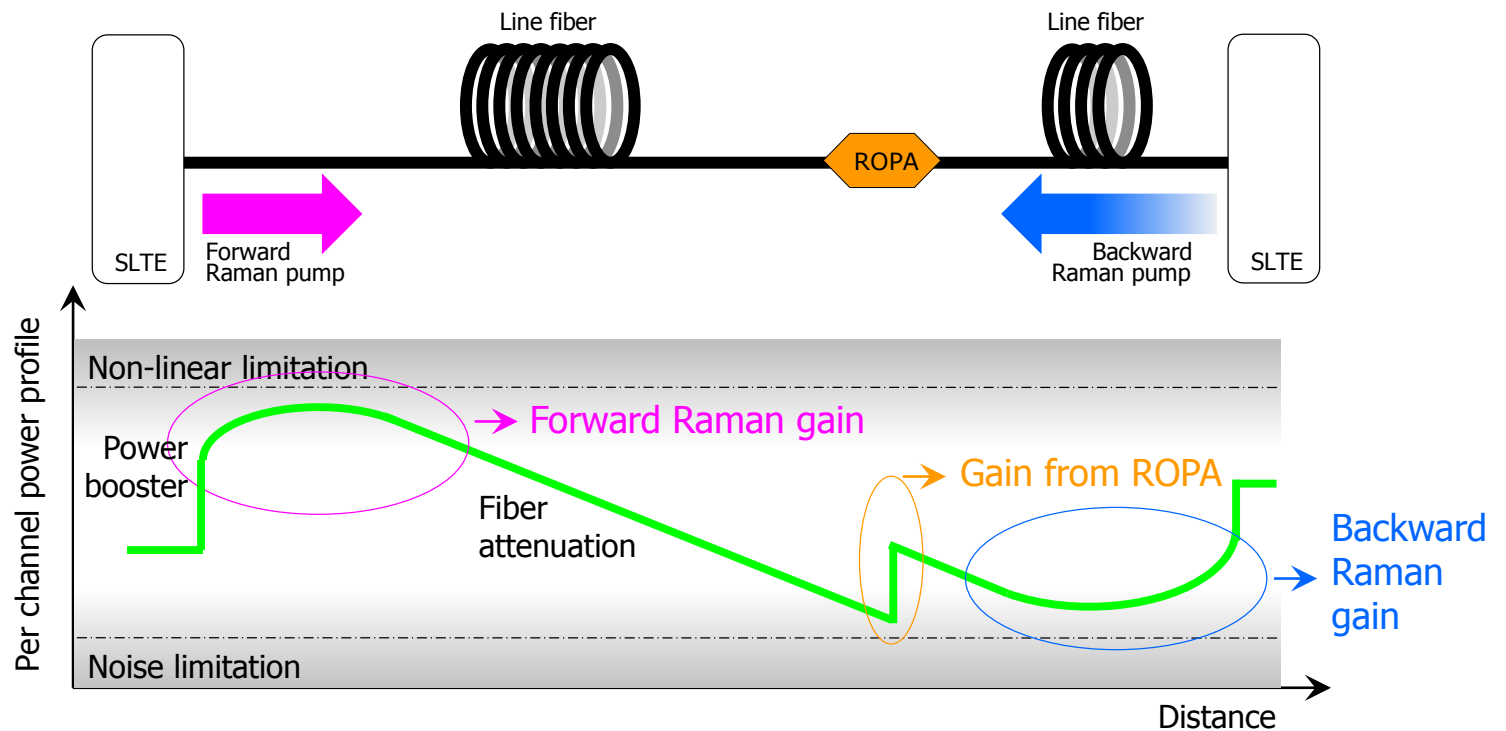 Line fiber
Line fiber
ROPA
SLTE
Forward
Raman pump
Backward
Raman pump
SLTE
Per channel power profile
Non-linear limitation
Forward Raman gain
Power
booster
Gain from ROPA
Fiber
attenuation
Backward
Raman
gain
Noise limitation
Distance